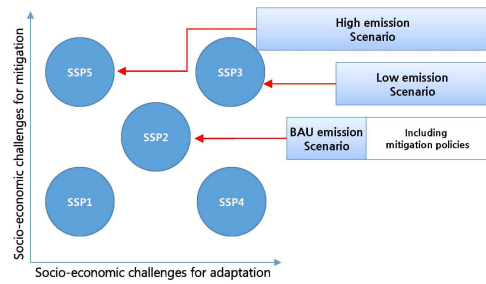 High emission
Scenario
SSP5
SSP3
Low emission
Scenario
SSP2
BAU emission
Scenario
Including
mitigation policies
SSP1
SSP4
Socio-economic challenges for mitigation
Socio-economic challenges for adaptation